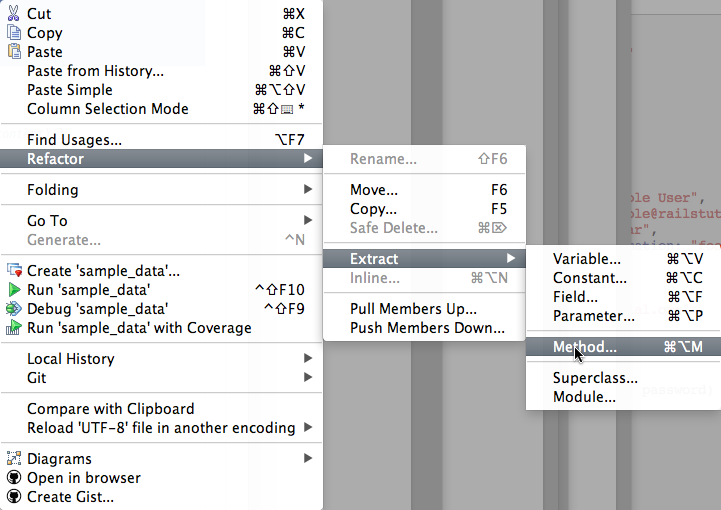 Cut ⌘X
Copy ⌘C
Paste ⌘V
Paste from History... ⌘⇧V
Paste Simple ⌘⌥⇧V
Column Selection Mode ⌘⇧⌨ *
Find Usages... ⌥F7
Refactor ▶
Folding ▶
Go To ▶
Generate... ^N
Create 'sample_data'...
Run 'sample_data' ^⇧F10
Debug 'sample_data' ^⇧F9
Run 'sample_data' with Coverage
Local History ▶
Git ▶
Compare with Clipboard
Reload 'UTF-8' file in another encoding ▶
Diagrams ▶
Open in browser
Create Gist...
Rename... ⇧F6
Move... F6
Copy... F5
Safe Delete... ⌘⌦
Extract ▶
Inline... ⌘⌥N
Pull Members Up...
Push Members Down...
Variable... ⌘⌥V
Constant... ⌘⌥C
Field... ⌘⌥F
Parameter... ⌘⌥P
Method... ⌘⌥M
Superclass...
Module...
User",